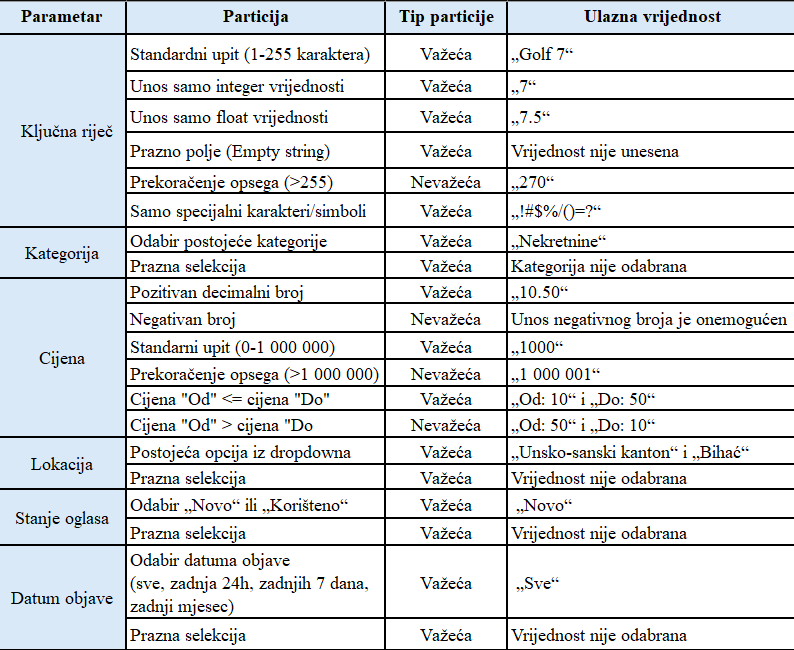 Parametar Particija Tip particije Ulazna vrijednost
Ključna riječ
Standardni upit (1-255 karaktera) Važeća „Golf 7“
Unos samo integer vrijednosti Važeća „7“
Unos samo float vrijednosti Važeća „7.5“
Prazno polje (Empty string) Važeća Vrijednost nije unesena
Prekoračenje opsega (>255) Nevažeća „270“
Samo specijalni karakteri/simboli Važeća „!#$%/()=?“
Kategorija
Odabir postojeće kategorije Važeća „Nekretnine“
Prazna selekcija Važeća Kategorija nije odabrana
Cijena
Pozitivan decimalni broj Važeća „10.50“
Negativan broj Nevažeća Unos negativnog broja je onemogućen
Standarni upit (0-1 000 000) Važeća „1000“
Prekoračenje opsega (>1 000 000) Nevažeća „1 000 001“
Cijena "Od" <= cijena "Do" Važeća „Od: 10“ i „Do: 50“
Cijena "Od" > cijena "Do Nevažeća „Od: 50“ i „Do: 10“
Lokacija
Postojeća opcija iz dropdowna Važeća „Unsko-sanski kanton“ i „Bihać“
Prazna selekcija Važeća Vrijednost nije odabrana
Stanje oglasa
Odabir „Novo“ ili „Korišteno“ Važeća „Novo“
Prazna selekcija Važeća Vrijednost nije odabrana
Datum objave
Odabir datuma objave
(sve, zadnja 24h, zadnjih 7 dana,
zadnji mjesec)
Važeća „Sve“
Prazna selekcija Važeća Vrijednost nije odabrana